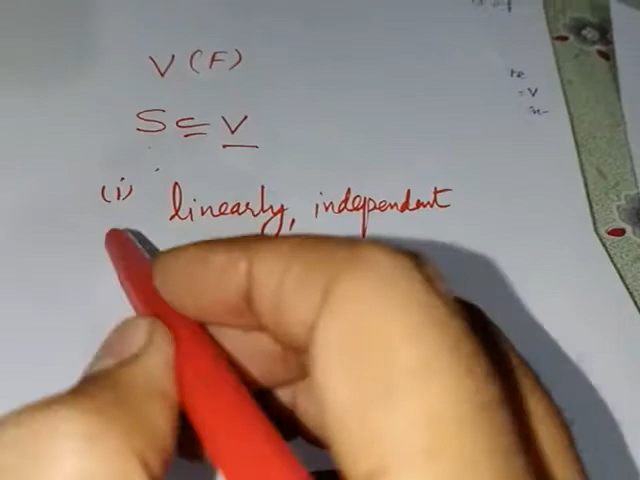 V (F)
S ⊆ V
(i) linearly, independent